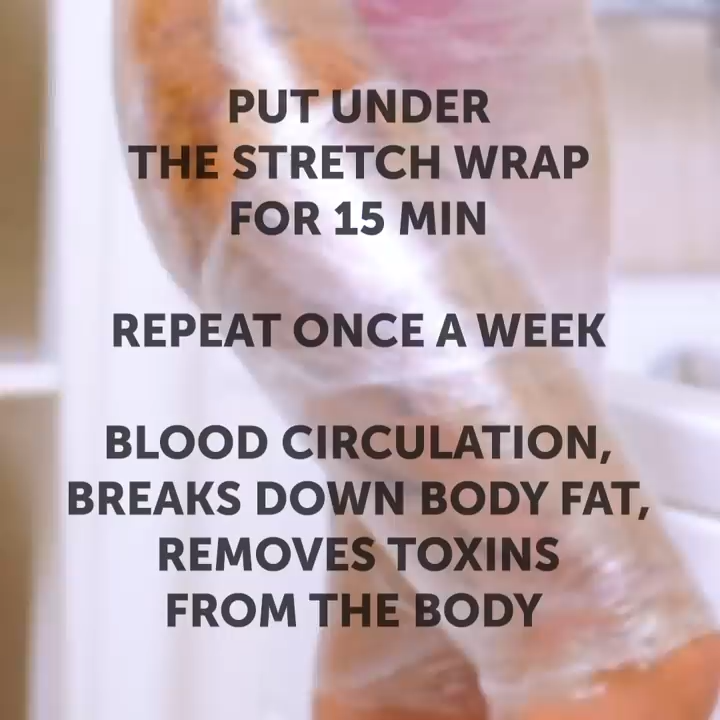 PUT UNDER
THE STRETCH WRAP
FOR 15 MIN
REPEAT ONCE A WEEK
BLOOD CIRCULATION,
BREAKS DOWN BODY FAT,
REMOVES TOXINS
FROM THE BODY